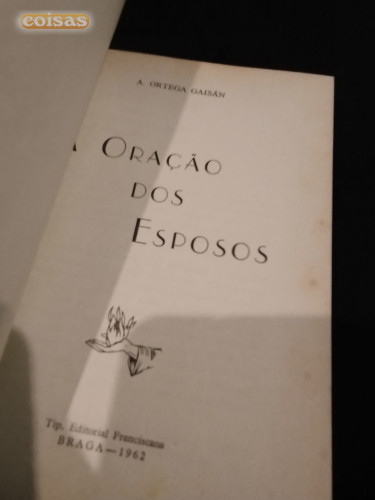 coisas
A. ORTEGA GAISÁN
A ORAÇÃO
DOS
ESPOSOS
Tip. Editorial Franciscana
BRAGA — 1962